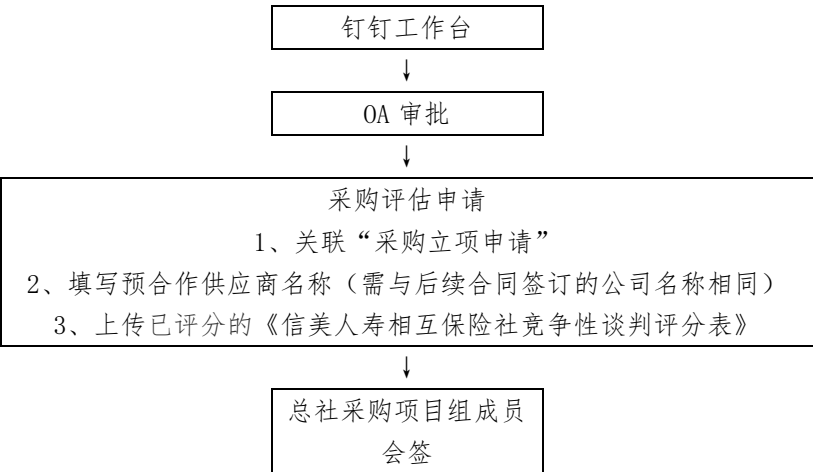 钉钉工作台
↓
OA 审批
↓
采购评估申请
1、关联“采购立项申请”
2、填写预合作供应商名称（需与后续合同签订的公司名称相同）
3、上传已评分的《信美人寿相互保险社竞争性谈判评分表》
↓
总社采购项目组成员
会签